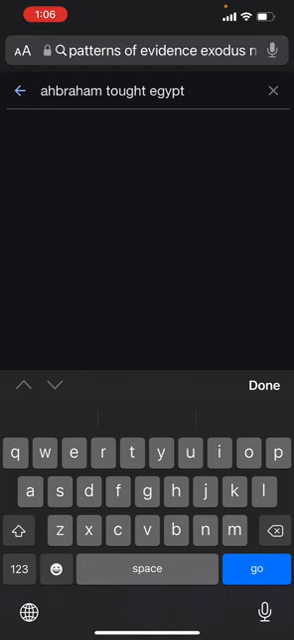 1:06
AA patterns of evidence exodus n
ahbraham tought egypt
Done
q w e r t y u i o p
a s d f g h j k l
z x c v b n m
123 space go